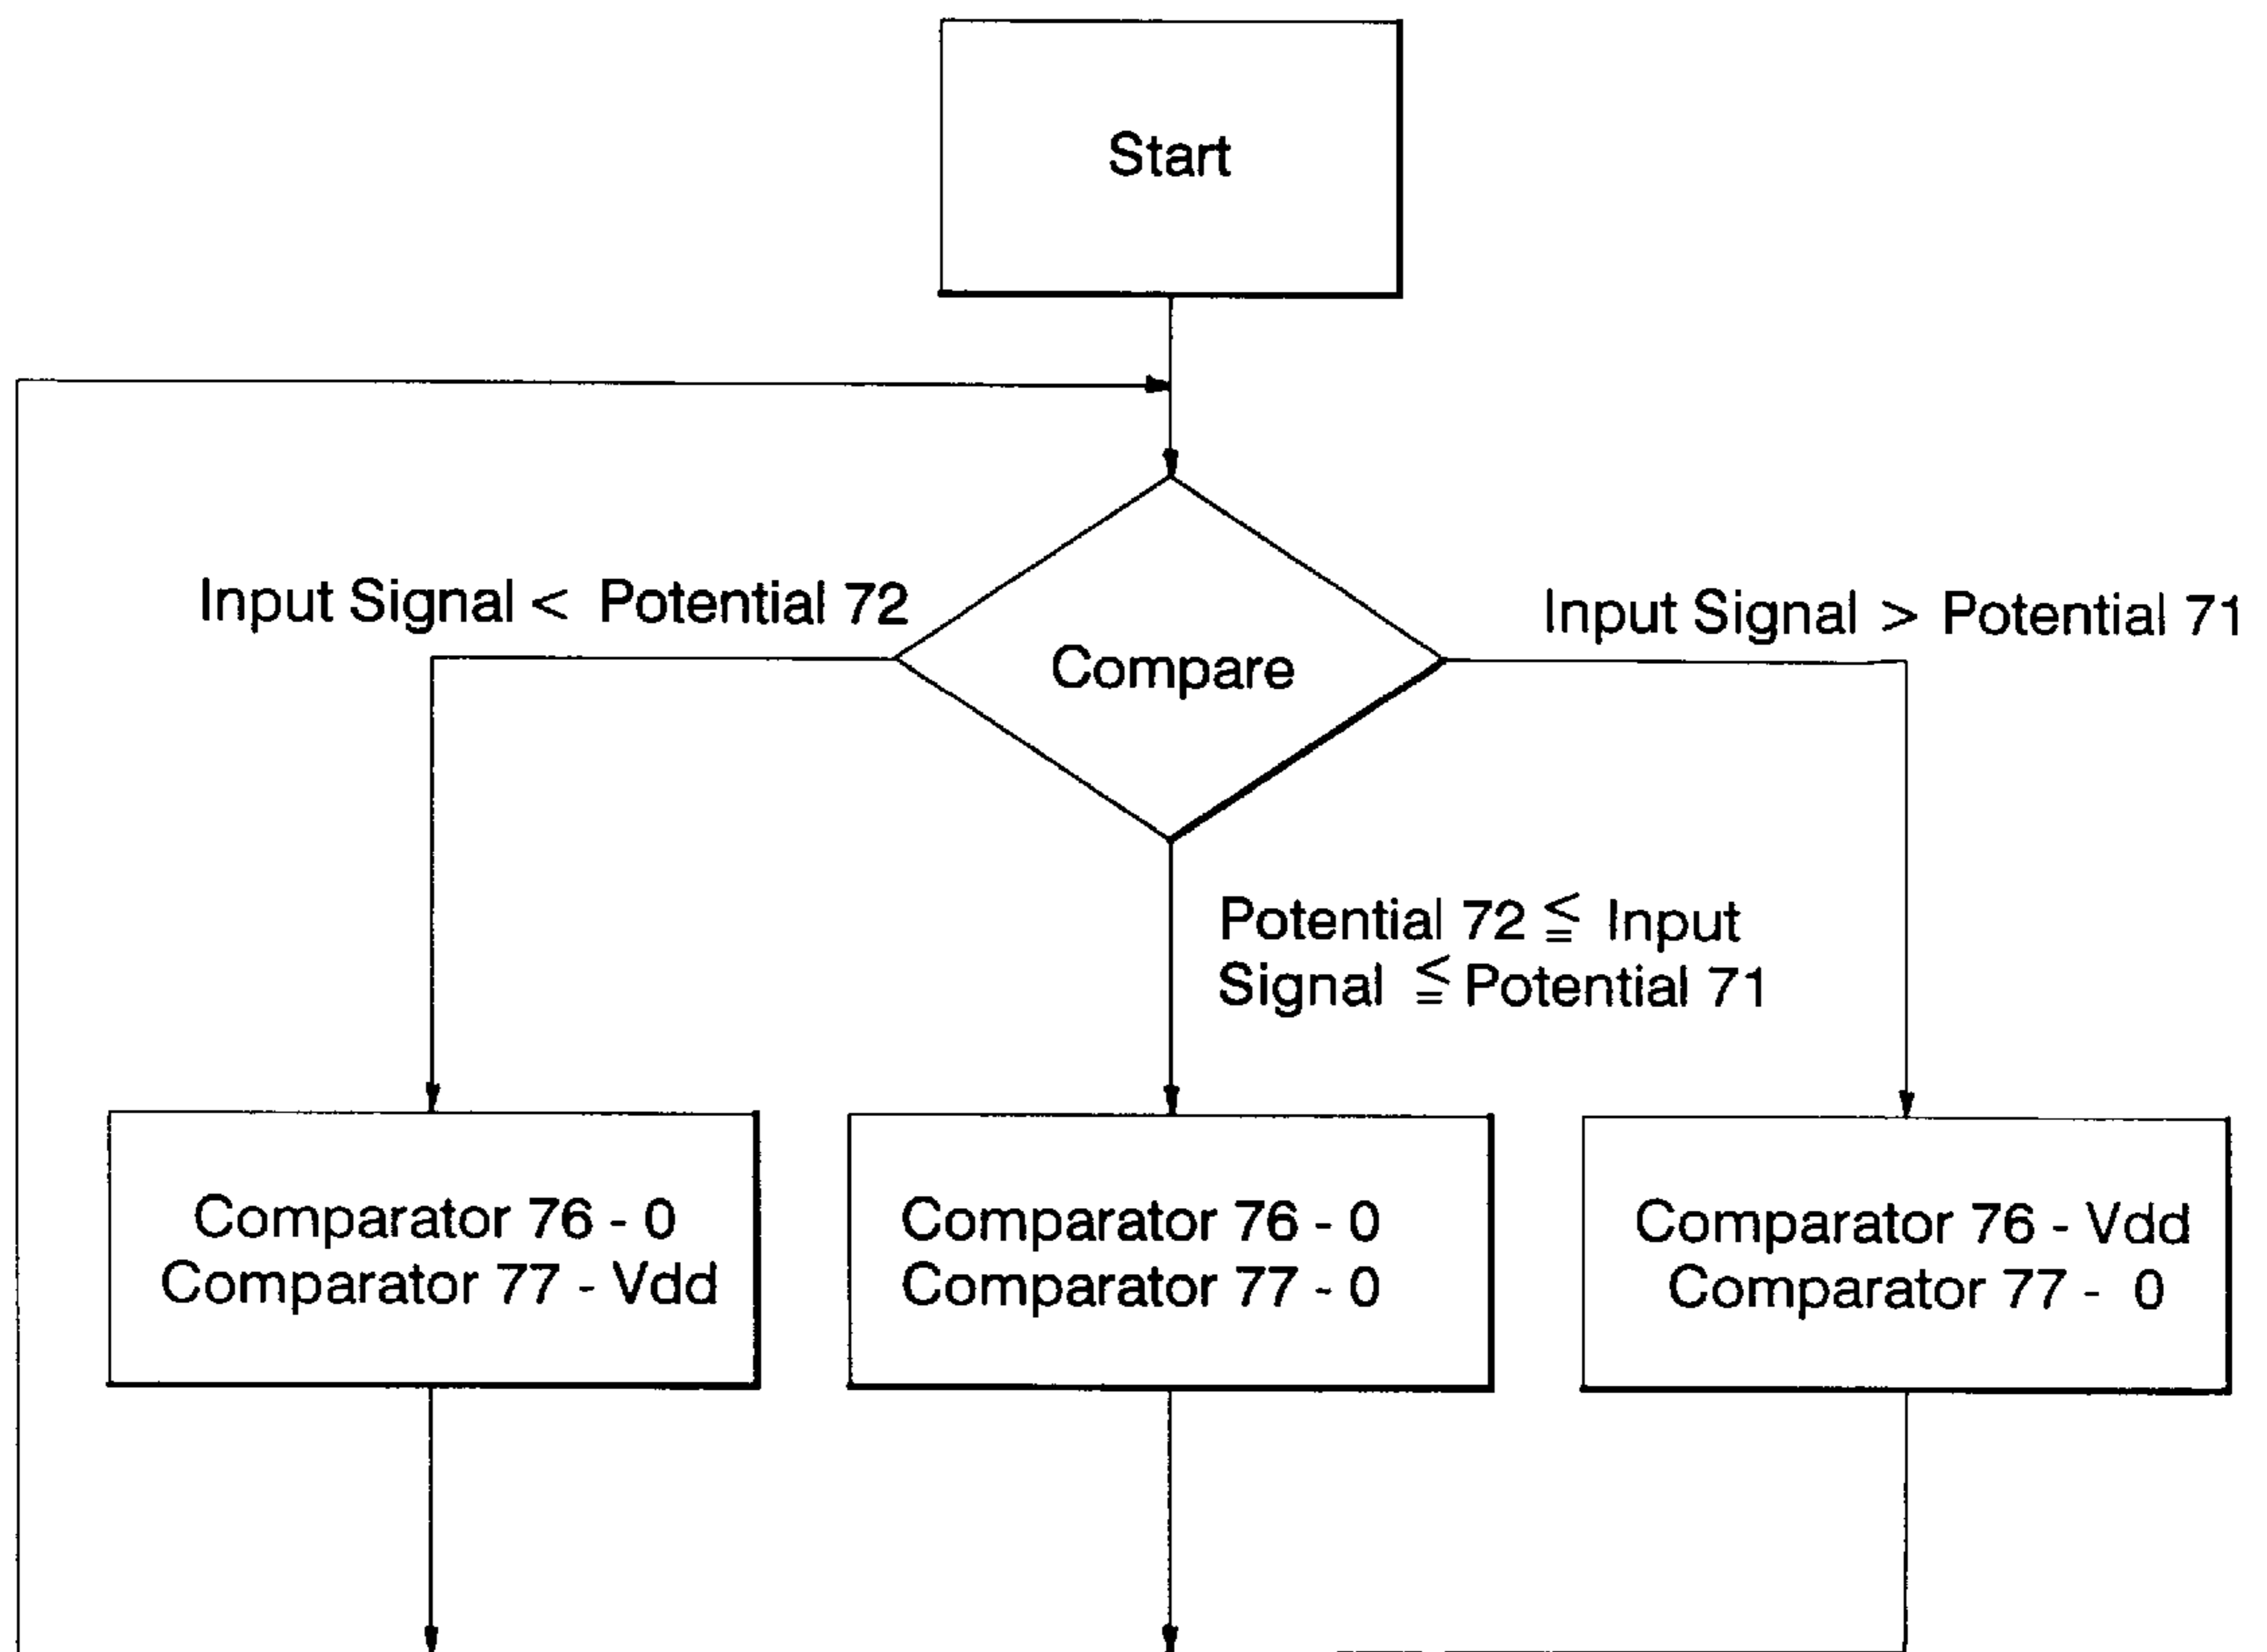 Start
Input Signal < Potential 72
Input Signal > Potential 71
Compare
Potential 72 ≦ Input
Signal ≦ Potential 71
Comparator 76 - 0
Comparator 77 - Vdd
Comparator 76 - 0
Comparator 77 - 0
Comparator 76 - Vdd
Comparator 77 - 0